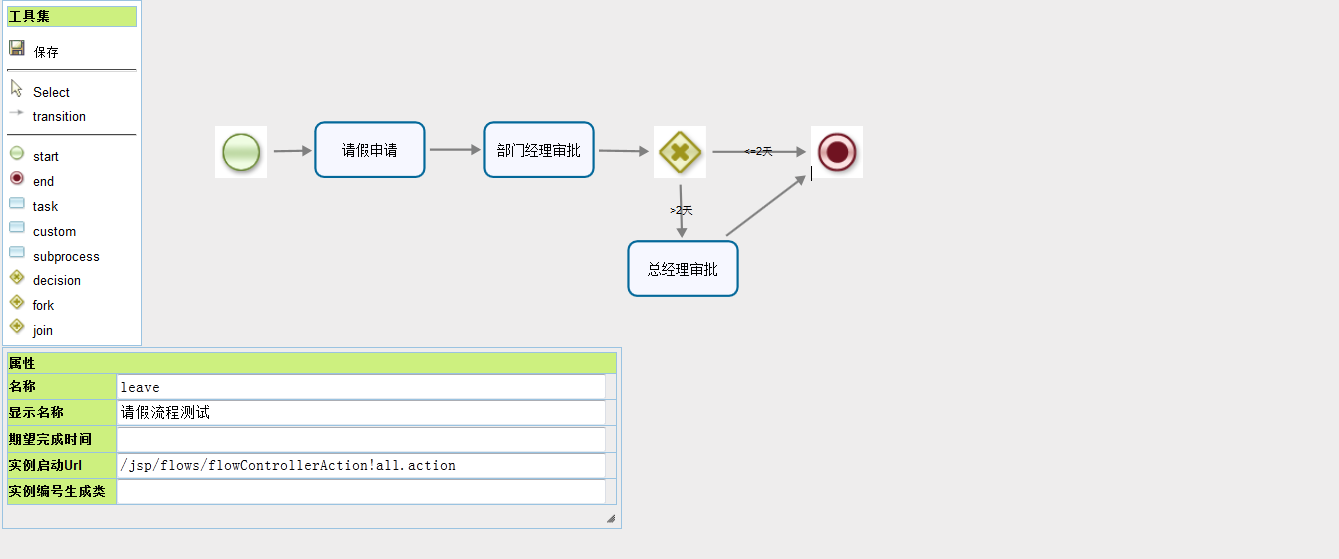 工具集
保存
Select
transition
start
end
task
custom
subprocess
decision
fork
join
请假申请
部门经理审批
<=2天
>2天
总经理审批
属性
名称 leave
显示名称 请假流程测试
期望完成时间
实例启动Url /jsp/flows/flowControllerAction!all.action
实例编号生成类